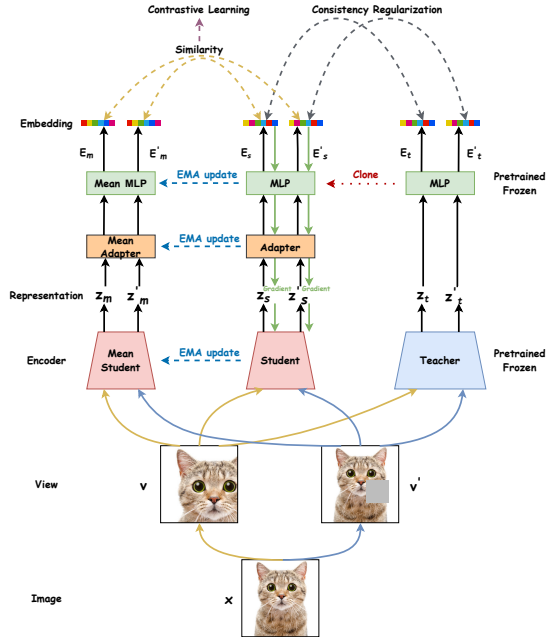 Contrastive Learning
Consistency Regularization
Similarity
Embedding
E_m
E'_m
E_s
E'_s
E_t
E'_t
Mean MLP
EMA update
MLP
Clone
MLP
Pretrained
Frozen
Mean
Adapter
EMA update
Adapter
Representation
z_m
z'_m
z_s
Gradient
z'_s
Gradient
z_t
z'_t
Encoder
Mean
Student
EMA update
Student
Teacher
Pretrained
Frozen
View
v
v'
Image
x